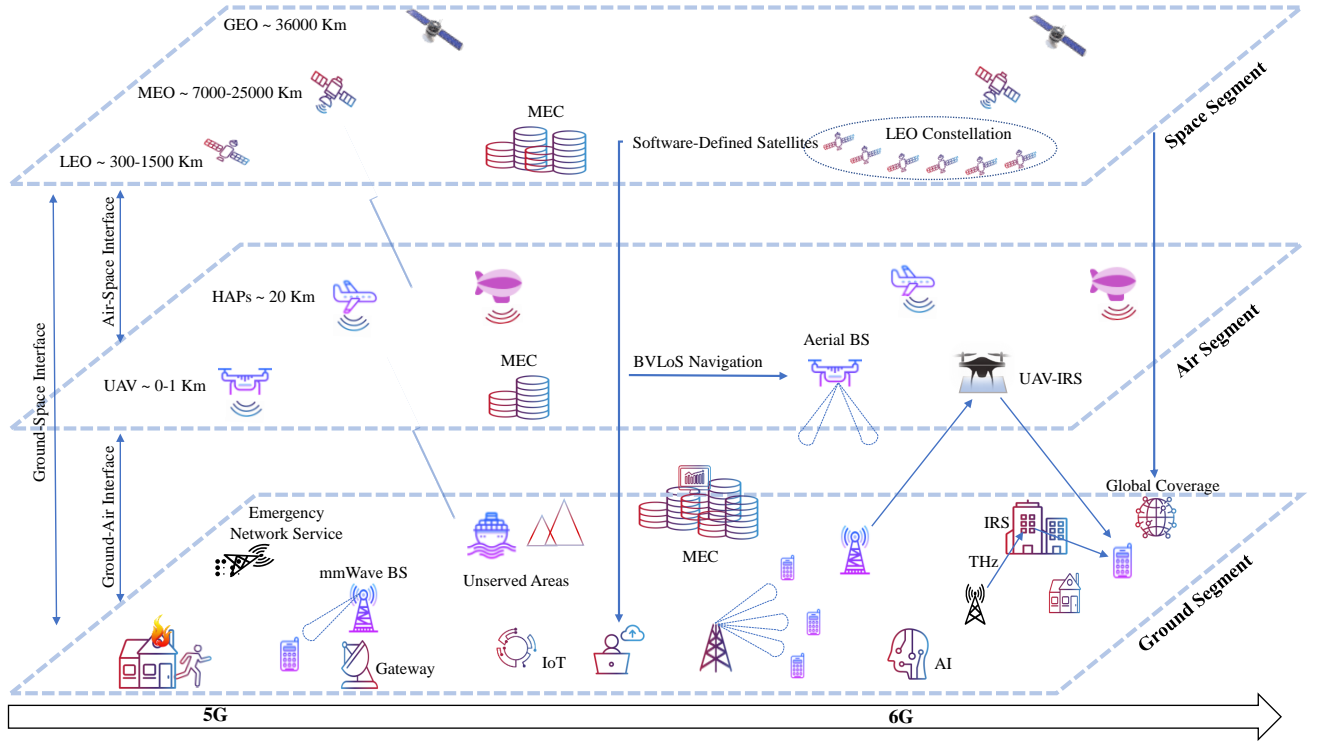 GEO ~ 36000 Km
MEO ~ 7000-25000 Km
LEO ~ 300-1500 Km
MEC
Software-Defined Satellites
LEO Constellation
Space Segment
Ground-Space Interface
Air-Space Interface
HAPs ~ 20 Km
UAV ~ 0-1 Km
MEC
BVLoS Navigation
Aerial BS
UAV-IRS
Air Segment
Ground-Air Interface
Emergency
Network Service
mmWave BS
Gateway
Unserved Areas
IoT
MEC
AI
THz
IRS
Global Coverage
Ground Segment
5G
6G